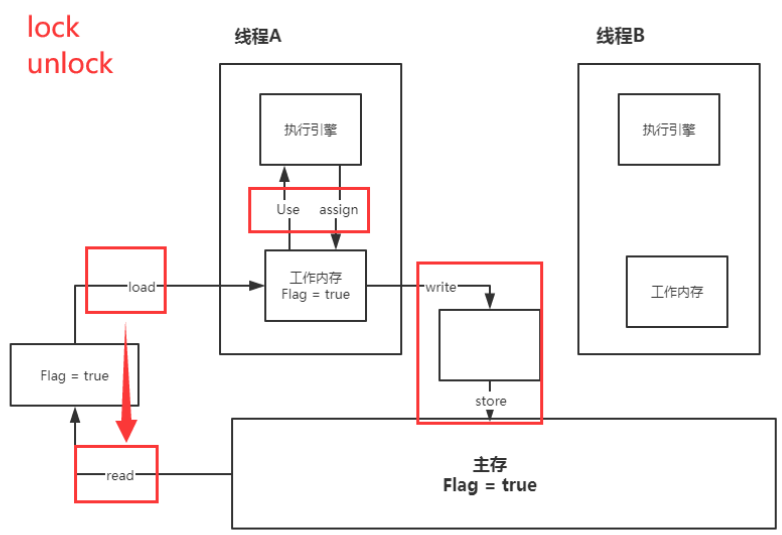 lock
unlock
线程A
线程B
执行引擎
执行引擎
Use
assign
load
工作内存
Flag = true
write
工作内存
Flag = true
store
read
主存
Flag = true